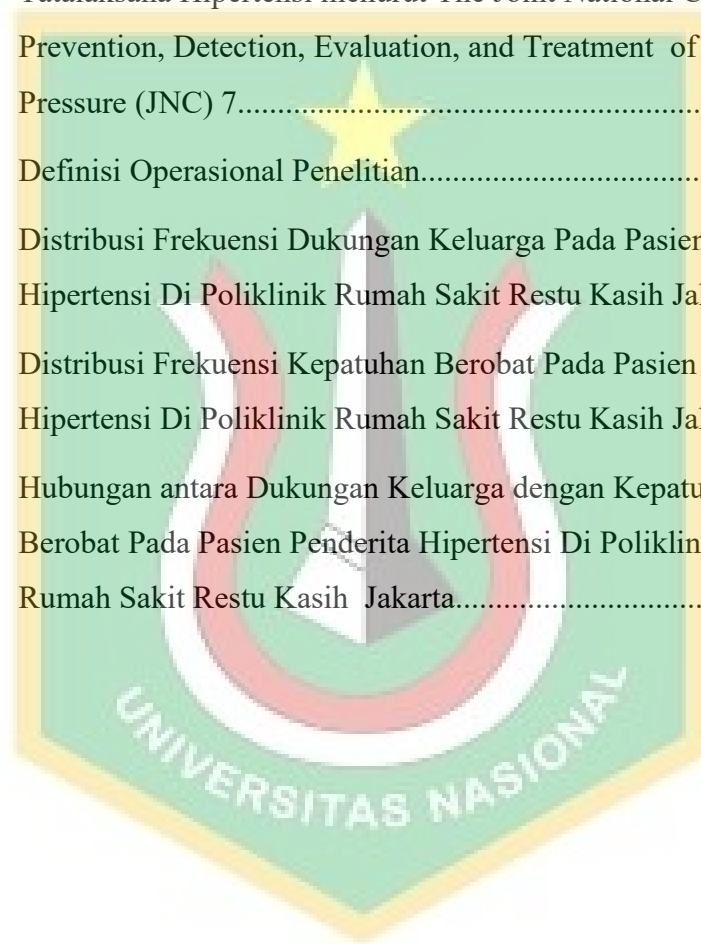 Prevention, Detection, Evaluation, and Treatment of
Pressure (JNC) 7.......................................................
Definisi Operasional Penelitian.................................
Distribusi Frekuensi Dukungan Keluarga Pada Pasien
Hipertensi Di Poliklinik Rumah Sakit Restu Kasih
Distribusi Frekuensi Kepatuhan Berobat Pada Pasien
Hipertensi Di Poliklinik Rumah Sakit Restu Kasih
Hubungan antara Dukungan Keluarga dengan
Berobat Pada Pasien Penderita Hipertensi Di
Rumah Sakit Restu Kasih Jakarta.............................
UNIVERSITAS NASIONAL